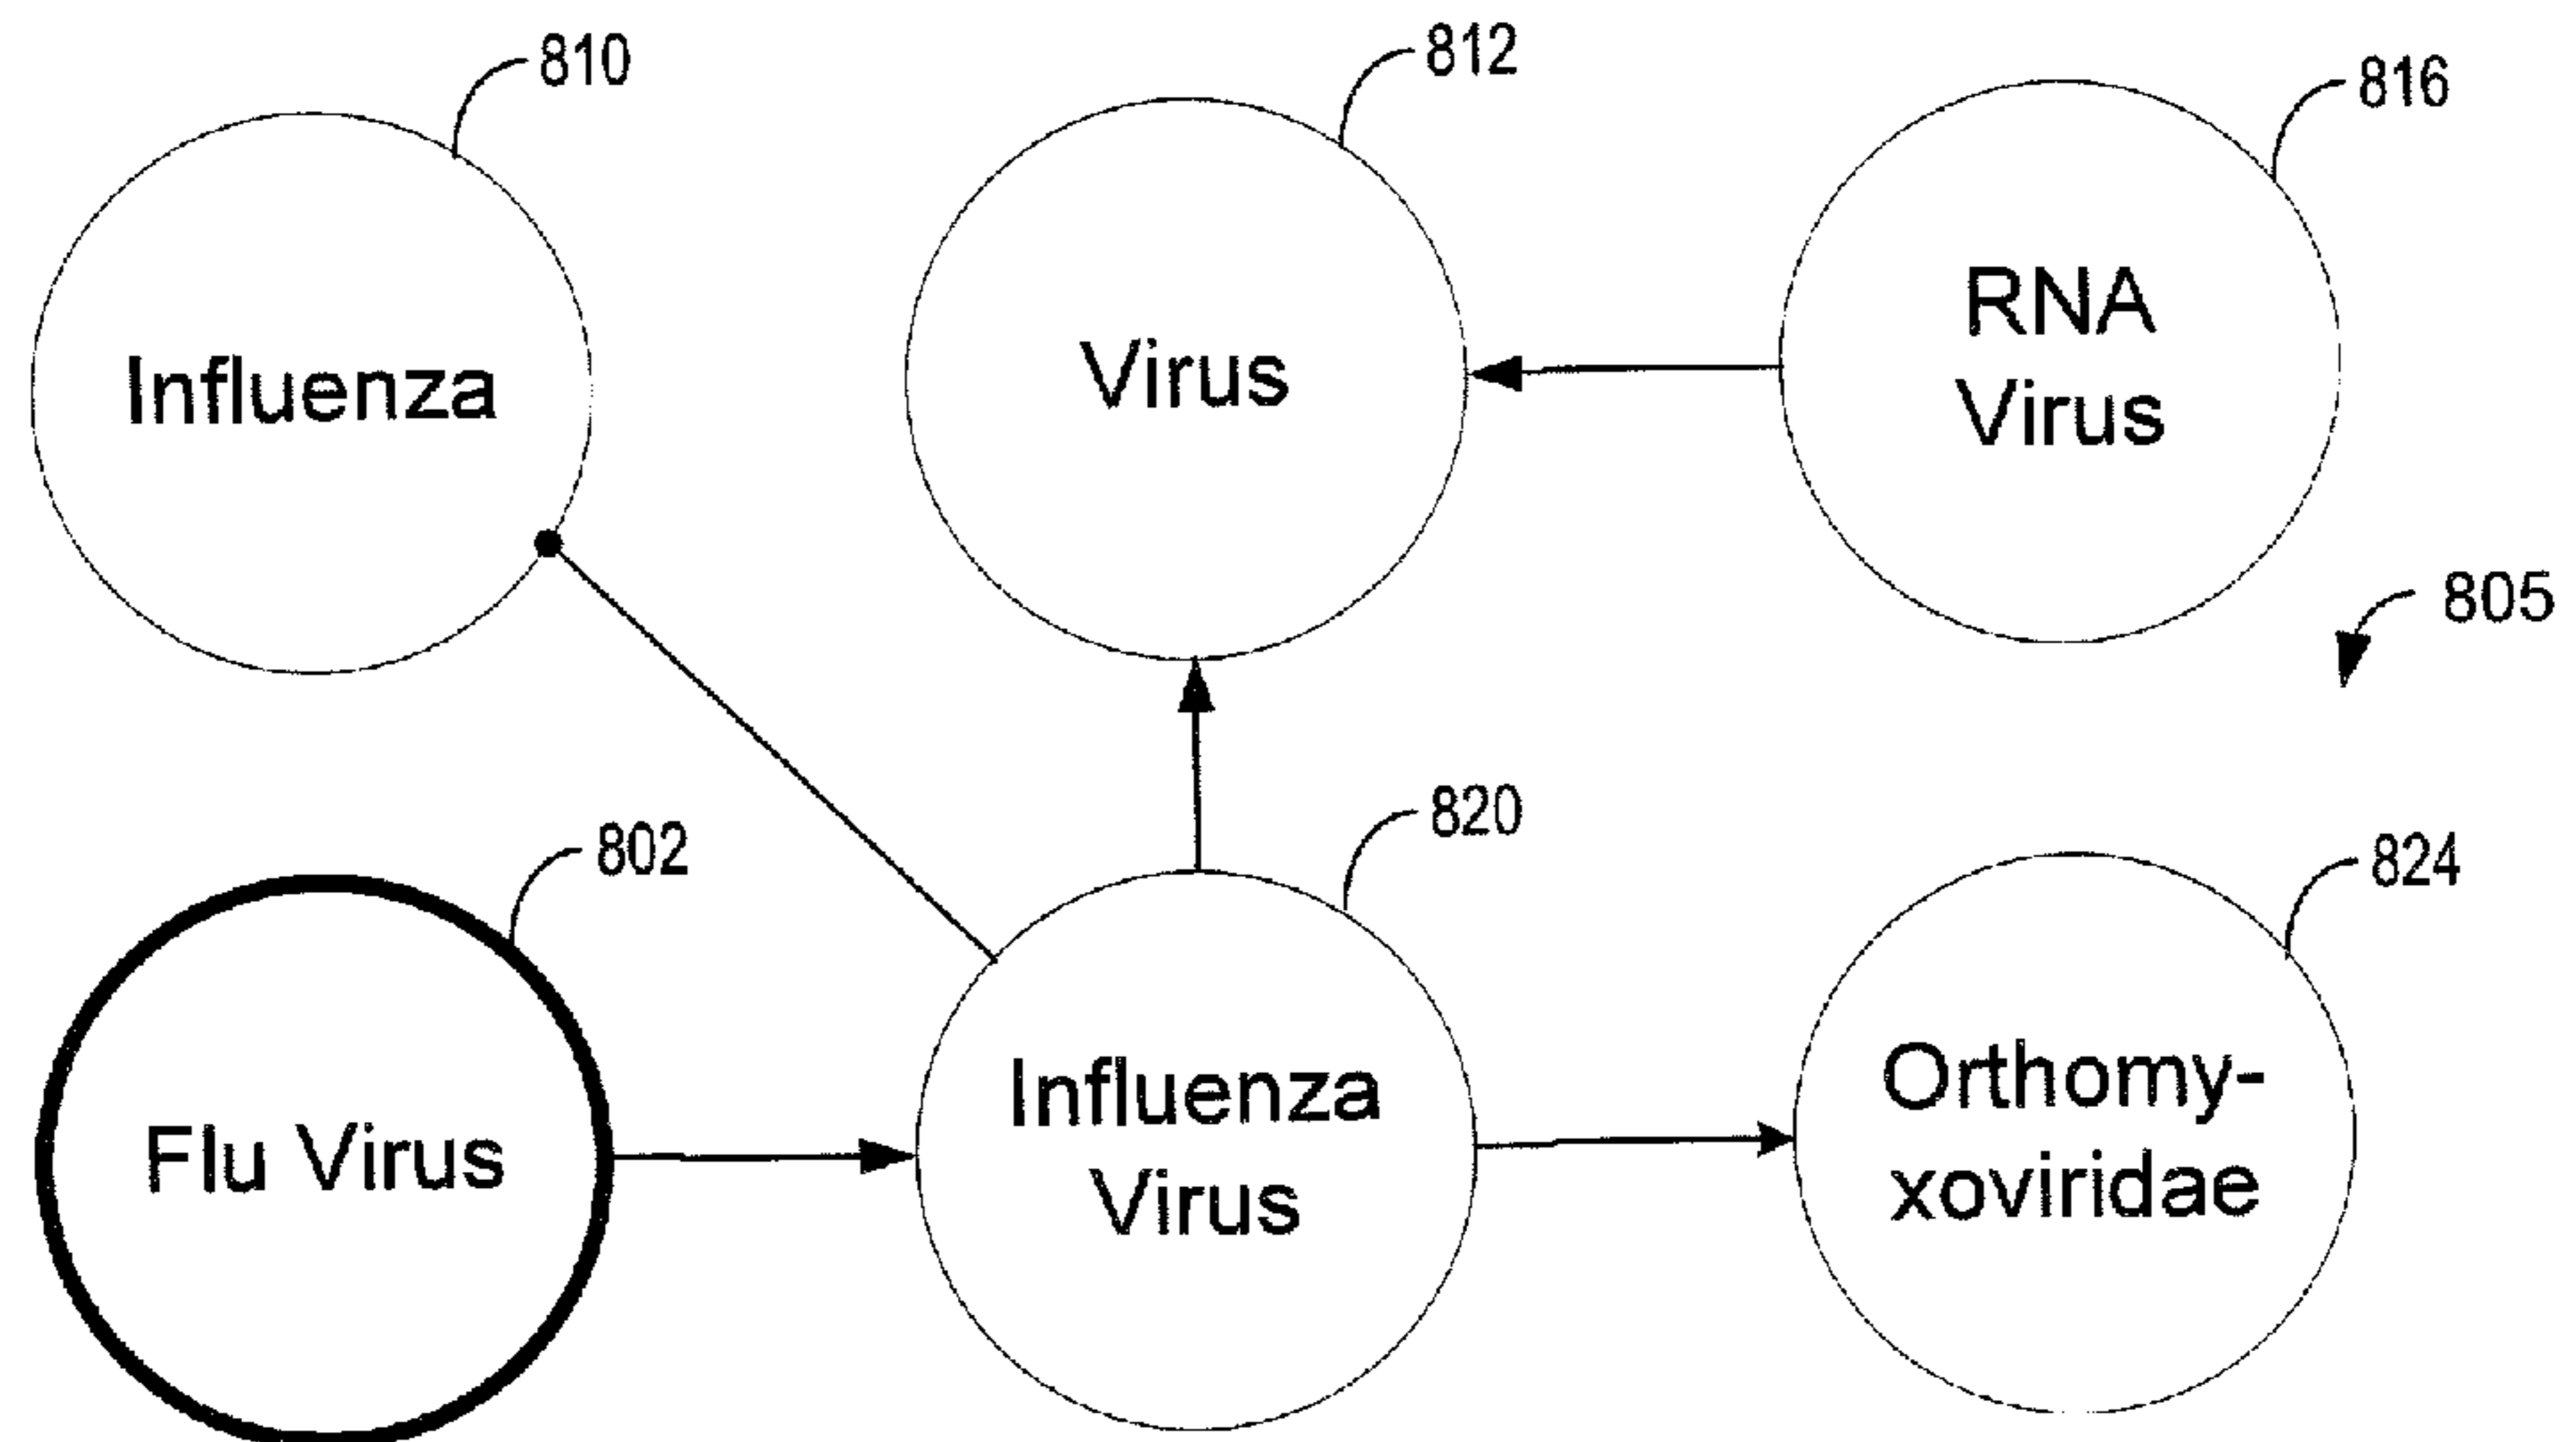 810
812
816
Influenza
Virus
RNA
Virus
805
802
820
824
Flu Virus
Influenza
Virus
Orthomy-
xoviridae